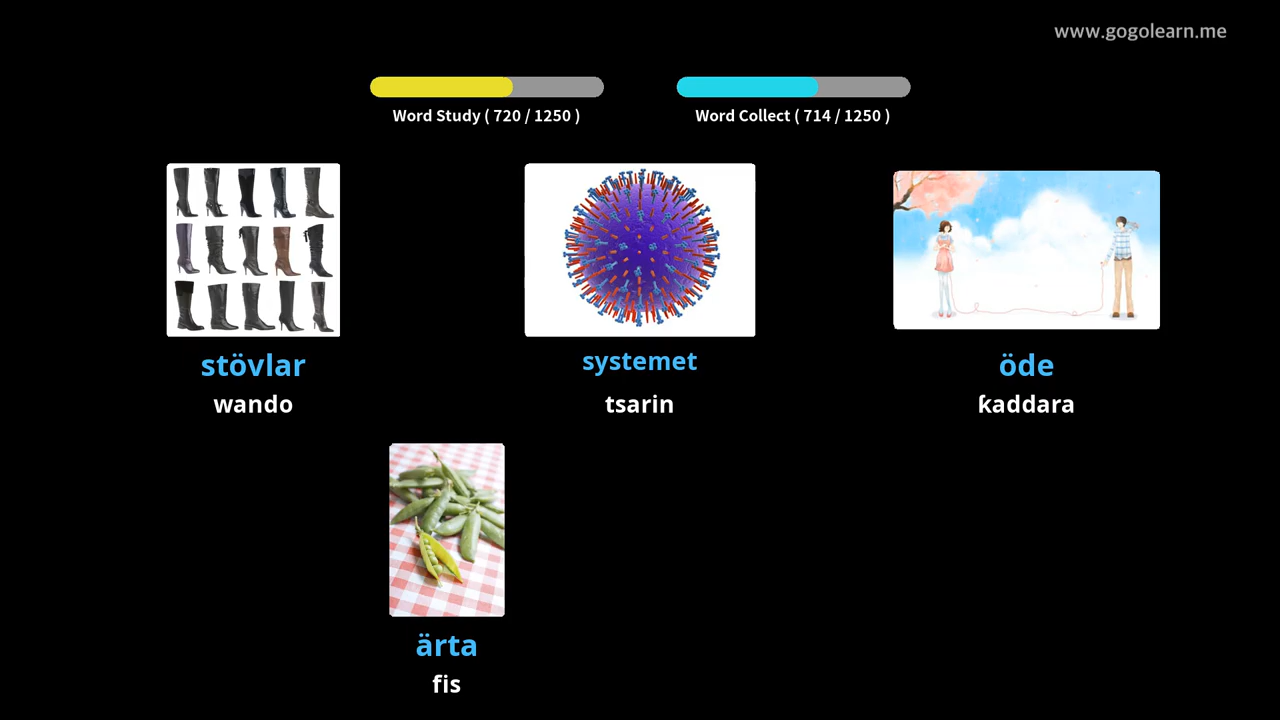 www.gogolearn.me
Word Study ( 720 / 1250 )
Word Collect ( 714 / 1250 )
stövlar
wando
systemet
tsarin
öde
ƙaddara
ärta
fis